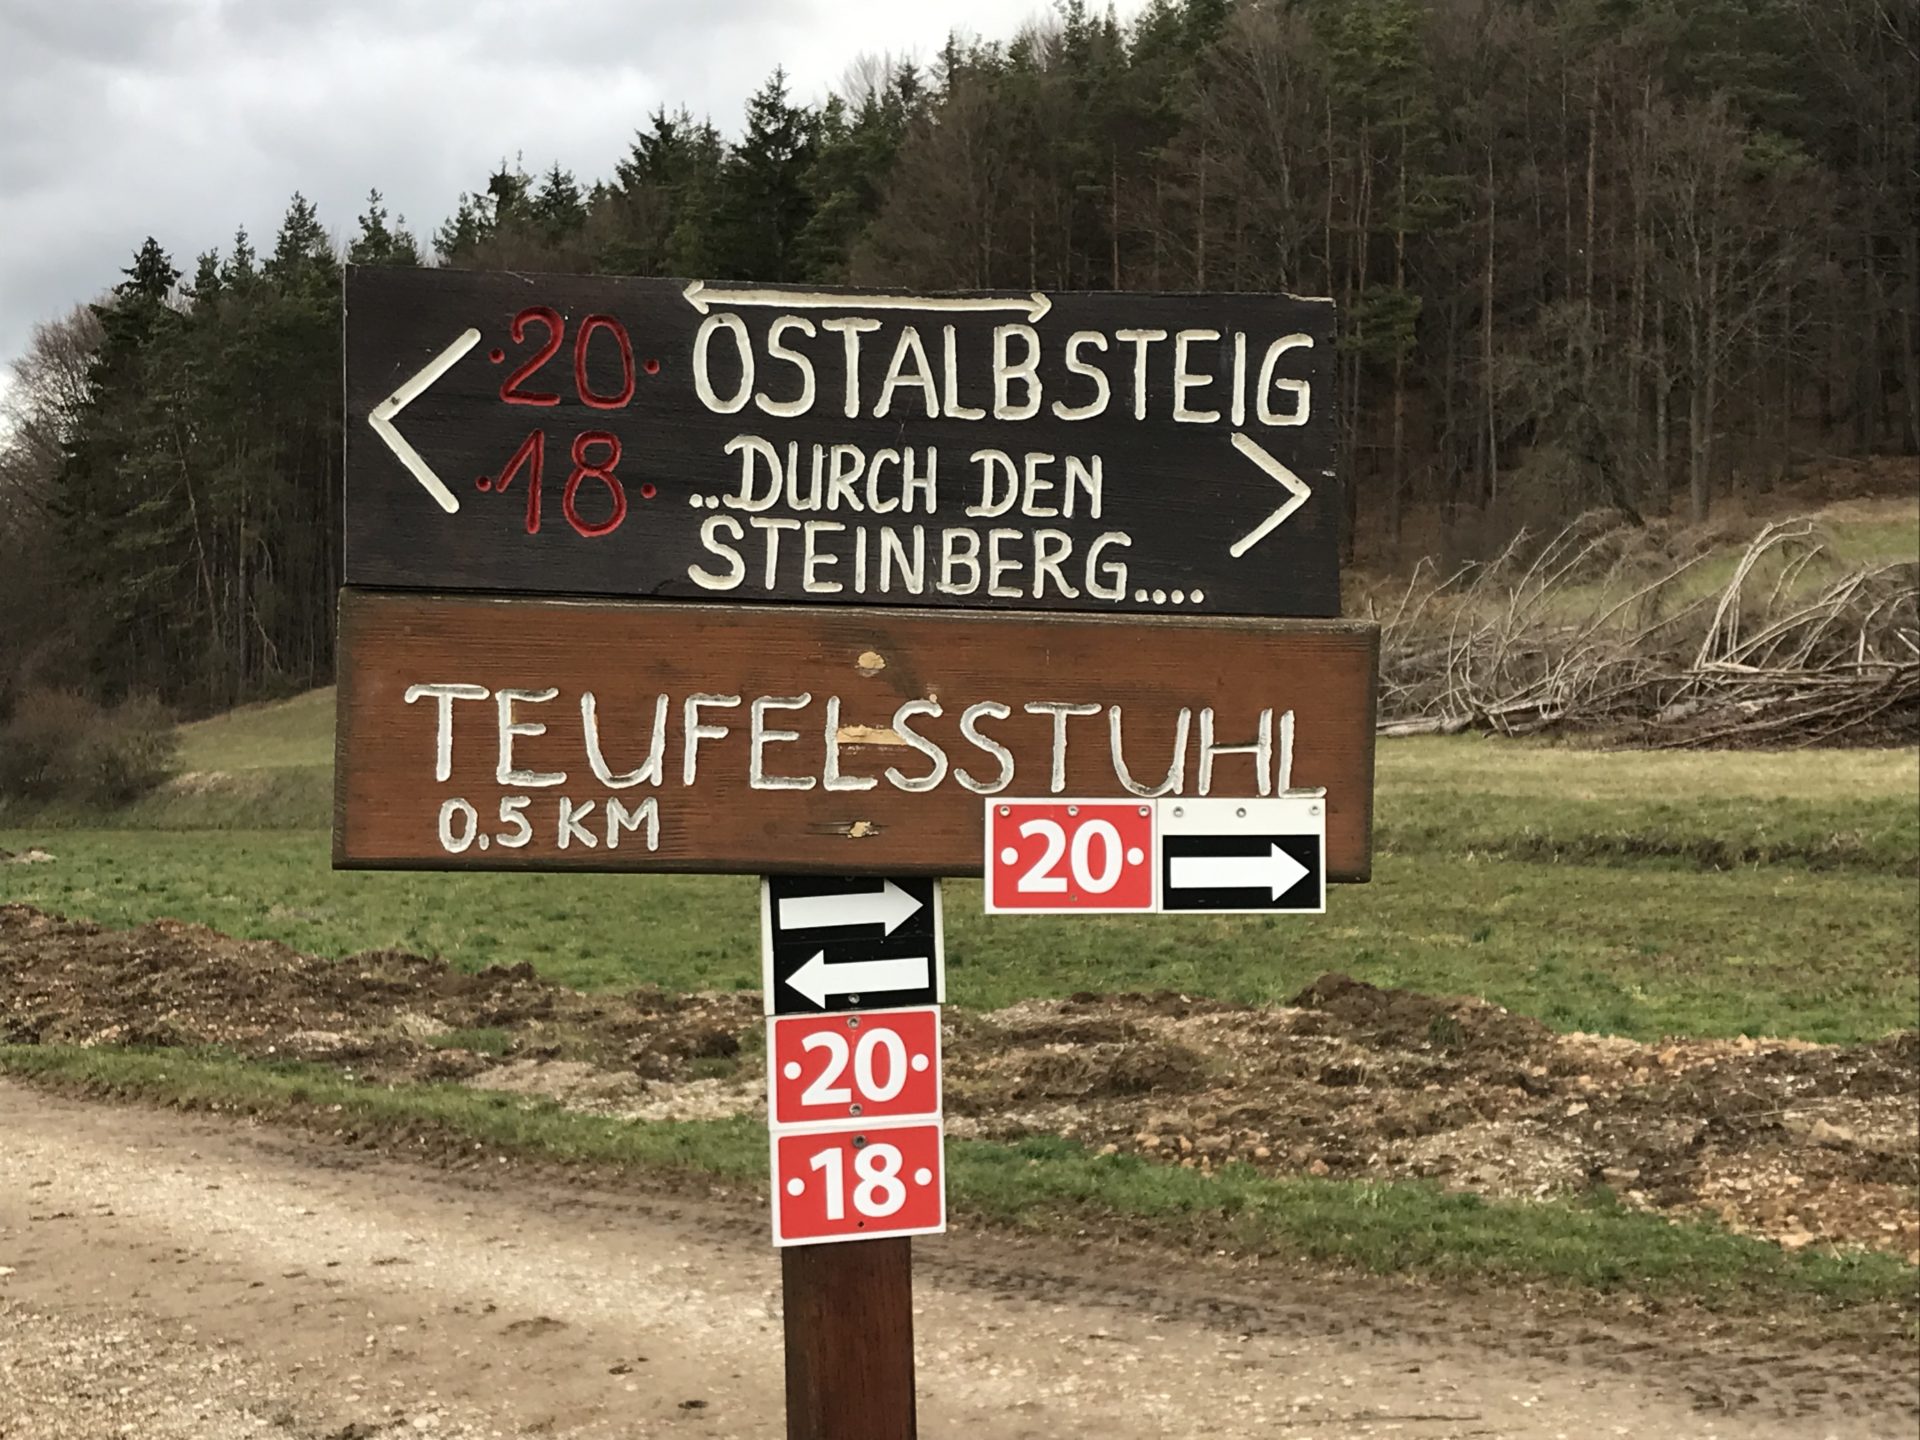 ·20· OSTALBSTEIG
·18· ..DURCH DEN
STEINBERG....
TEUFELSSTUHL
0.5 KM
·20·
·20·
·18·